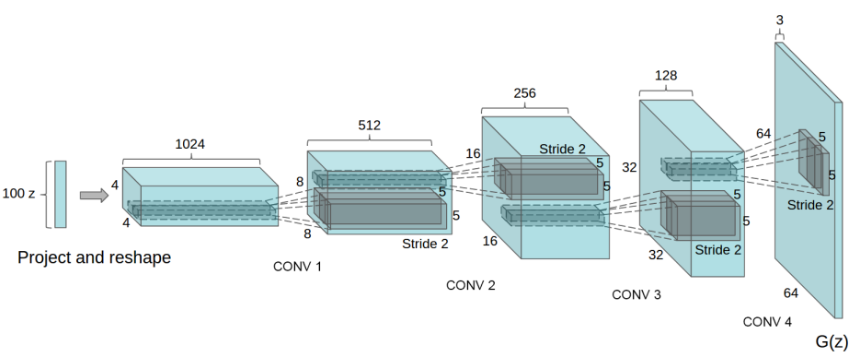 100 z
Project and reshape
1024
4
4
CONV 1
512
8
8
5
5
Stride 2
CONV 2
256
16
16
Stride 2
5
5
CONV 3
128
32
32
5
5
Stride 2
CONV 4
3
64
64
5
5
Stride 2
G(z)